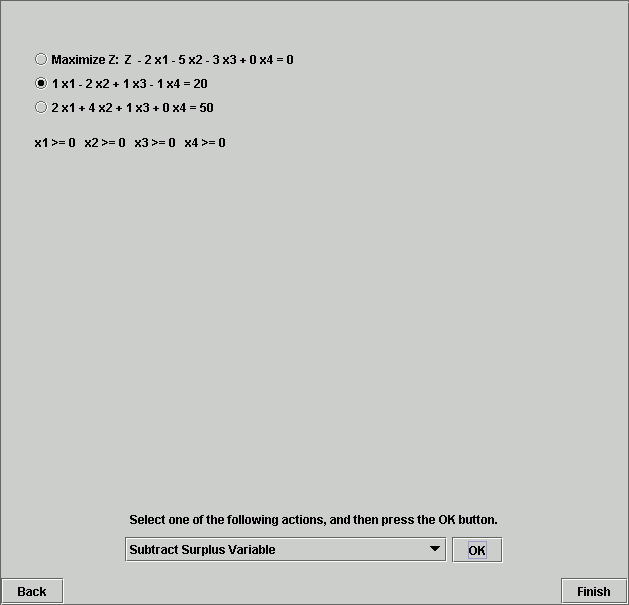 Maximize Z: Z - 2 x1 - 5 x2 - 3 x3 + 0 x4 = 0
1 x1 - 2 x2 + 1 x3 - 1 x4 = 20
2 x1 + 4 x2 + 1 x3 + 0 x4 = 50
x1 >= 0 x2 >= 0 x3 >= 0 x4 >= 0
Select one of the following actions, and then press the OK button.
Subtract Surplus Variable OK
Back Finish